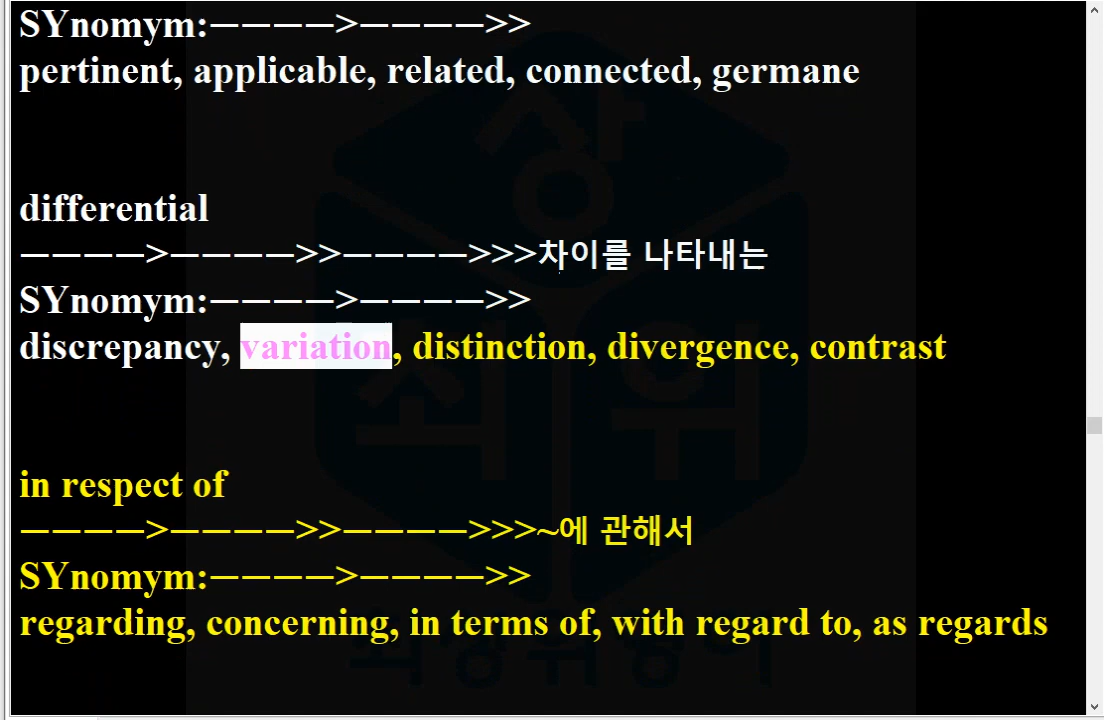 SYnomym:————>————>>
pertinent, applicable, related, connected, germane
differential
————>————>>————>>>차이를 나타내는
SYnomym:————>————>>
discrepancy, variation, distinction, divergence, contrast
in respect of
————>————>>————>>>~에 관해서
SYnomym:————>————>>
regarding, concerning, in terms of, with regard to, as regards